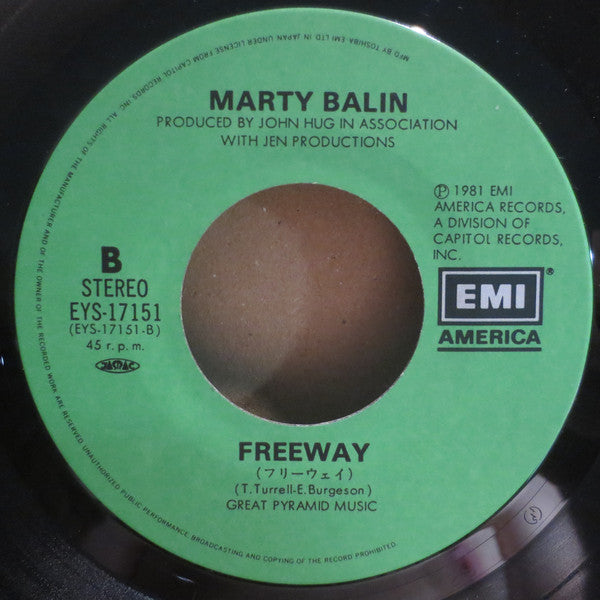 MFG BY TOSHIBA-EMI LTD IN JAPAN UNDER LICENSE FROM CAPITOL RECORDS INC. ALL RIGHTS OF THE MANUFACTURER AND OF THE OWNER OF THE RECORDED WORK ARE RESERVED UNAUTHORIZED PUBLIC PERFORMANCE, BROADCASTING AND COPYING OF THE RECORD PROHIBITED.
MARTY BALIN
PRODUCED BY JOHN HUG IN ASSOCIATION
WITH JEN PRODUCTIONS
Ⓟ 1981 EMI
AMERICA RECORDS,
A DIVISION OF
CAPITOL RECORDS,
INC.
B
STEREO
EYS-17151
(EYS-17151-B)
45 r.p.m.
JASRAC
EMI®
AMERICA
FREEWAY
(フリーウェイ)
(T.Turrell-E.Burgeson)
GREAT PYRAMID MUSIC